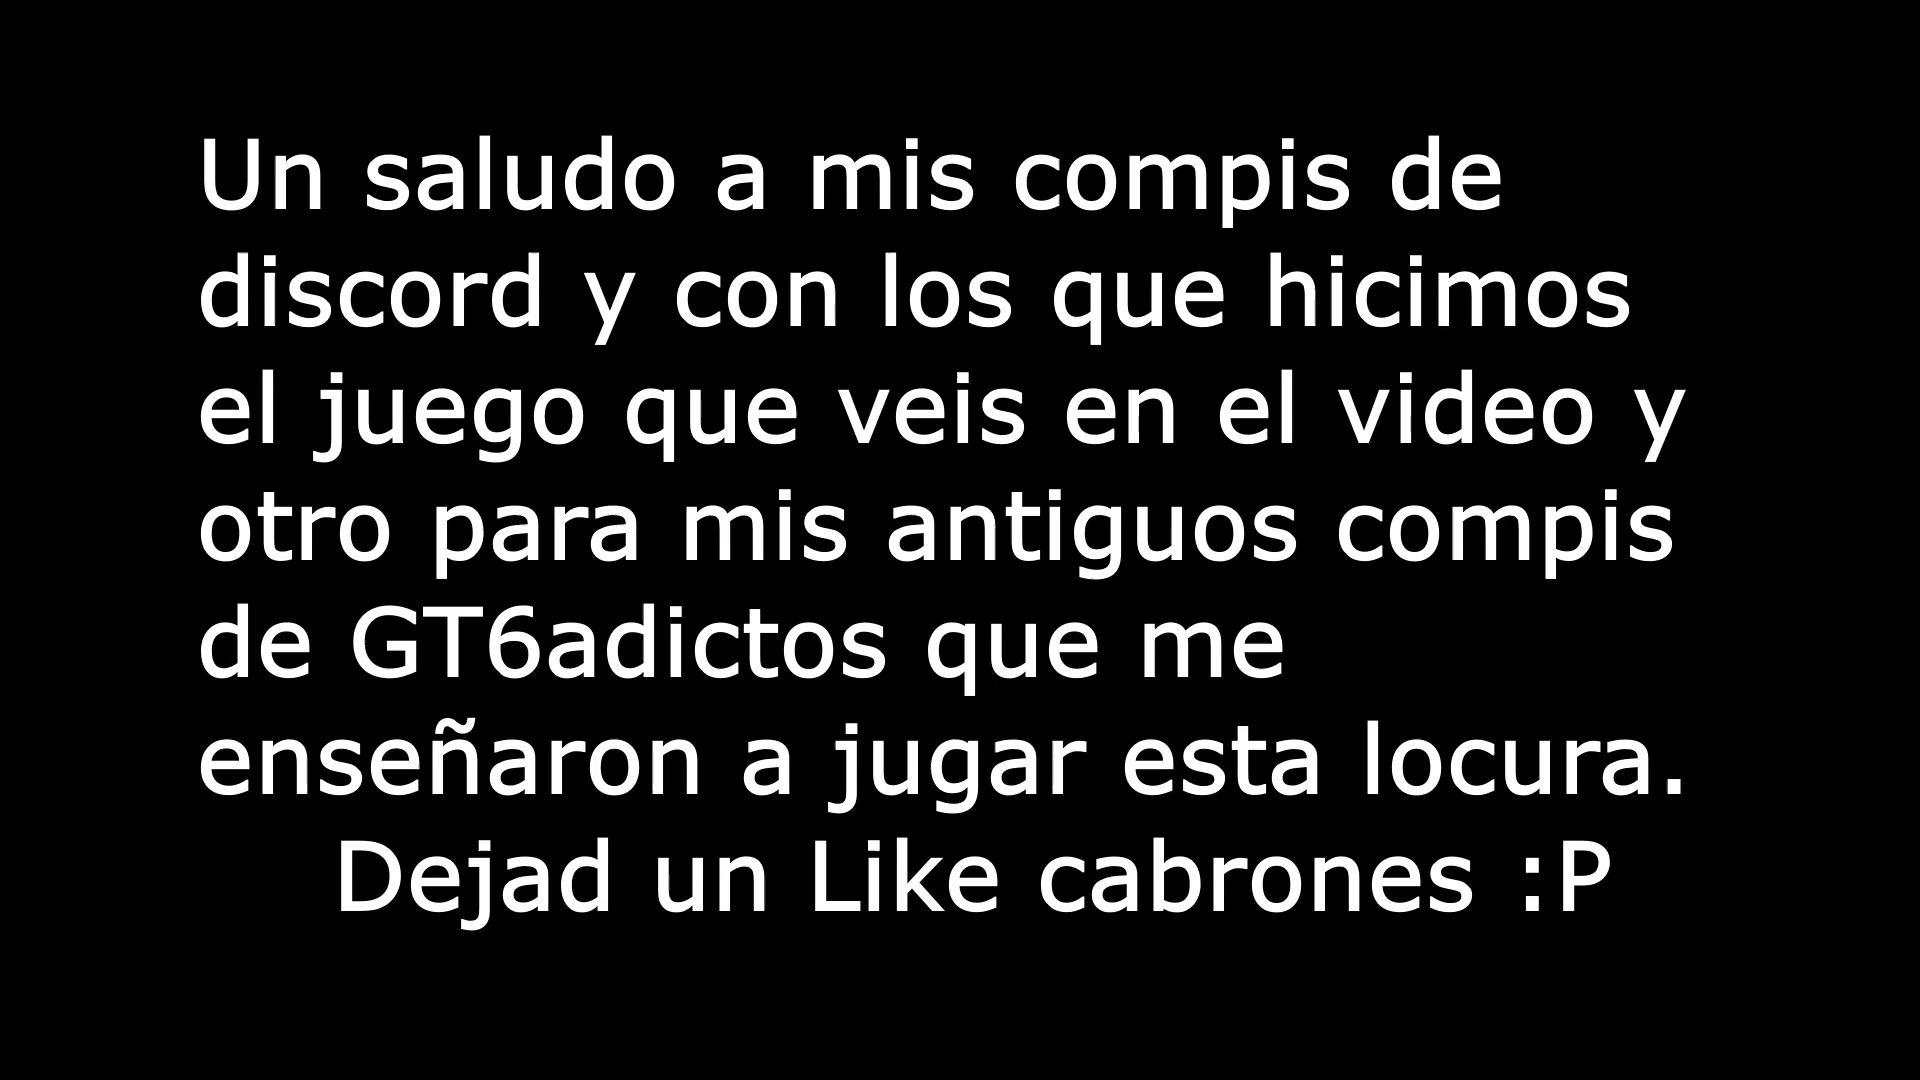 Un saludo a mis compis de
discord y con los que hicimos
el juego que veis en el video y
otro para mis antiguos compis
de GT6adictos que me
enseñaron a jugar esta locura.
Dejad un Like cabrones :P